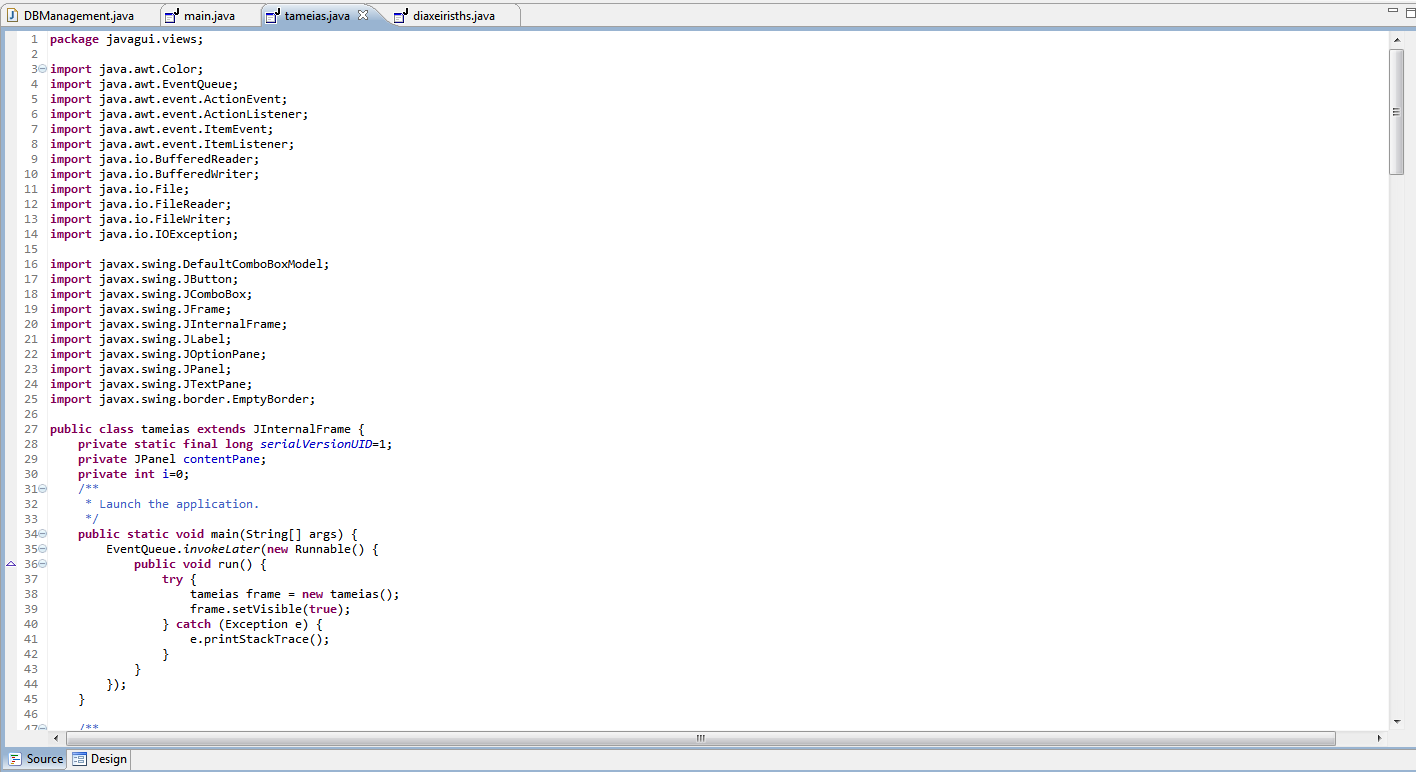 DBManagement.java main.java tameias.java diaxeirisths.java
1 package javagui.views;
2
3 import java.awt.Color;
4 import java.awt.EventQueue;
5 import java.awt.event.ActionEvent;
6 import java.awt.event.ActionListener;
7 import java.awt.event.ItemEvent;
8 import java.awt.event.ItemListener;
9 import java.io.BufferedReader;
10 import java.io.BufferedWriter;
11 import java.io.File;
12 import java.io.FileReader;
13 import java.io.FileWriter;
14 import java.io.IOException;
15
16 import javax.swing.DefaultComboBoxModel;
17 import javax.swing.JButton;
18 import javax.swing.JComboBox;
19 import javax.swing.JFrame;
20 import javax.swing.JInternalFrame;
21 import javax.swing.JLabel;
22 import javax.swing.JOptionPane;
23 import javax.swing.JPanel;
24 import javax.swing.JTextPane;
25 import javax.swing.border.EmptyBorder;
26
27 public class tameias extends JInternalFrame {
28     private static final long serialVersionUID=1;
29     private JPanel contentPane;
30     private int i=0;
31     /**
32      * Launch the application.
33      */
34     public static void main(String[] args) {
35         EventQueue.invokeLater(new Runnable() {
36             public void run() {
37                 try {
38                     tameias frame = new tameias();
39                     frame.setVisible(true);
40                 } catch (Exception e) {
41                     e.printStackTrace();
42                 }
43             }
44         });
45     }
46
47     /**
Source Design